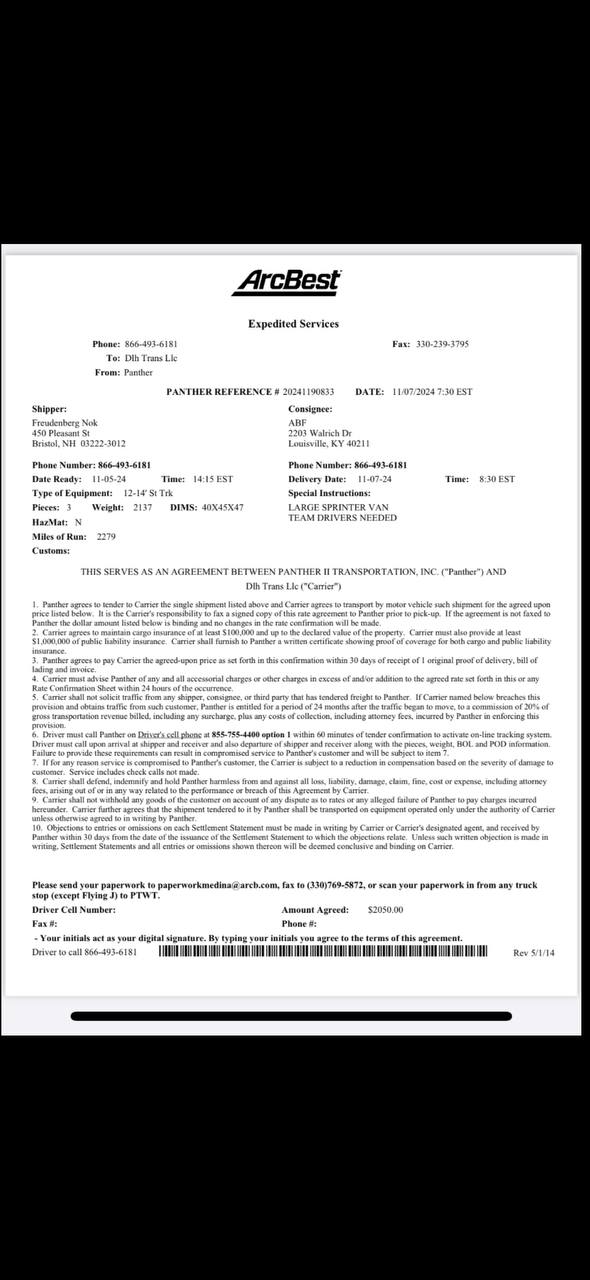 ArcBest
Expedited Services
Phone: 866-493-6181 Fax: 330-239-3795
To: Dlh Trans Llc
From: Panther
PANTHER REFERENCE # 20241190833 DATE: 11/07/2024 7:30 EST
Shipper: Consignee:
Freudenberg Nok ABF
450 Pleasant St 2203 Walrich Dr
Bristol, NH 03222-3012 Louisville, KY 40211
Phone Number: 866-493-6181 Phone Number: 866-493-6181
Date Ready: 11-05-24 Time: 14:15 EST Delivery Date: 11-07-24 Time: 8:30 EST
Type of Equipment: 12-14' St Trk Special Instructions:
Pieces: 3 Weight: 2137 DIMS: 40X45X47 LARGE SPRINTER VAN
HazMat: N TEAM DRIVERS NEEDED
Miles of Run: 2279
Customs:
THIS SERVES AS AN AGREEMENT BETWEEN PANTHER II TRANSPORTATION, INC. ("Panther") AND
Dlh Trans Llc ("Carrier")
1. Panther agrees to tender to Carrier the single shipment listed above and Carrier agrees to transport by motor vehicle such shipment for the agreed upon
price listed below. It is the Carrier's responsibility to fax a signed copy of this rate agreement to Panther prior to pick-up. If the agreement is not faxed to
Panther the dollar amount listed below is binding and no changes in the rate confirmation will be made.
2. Carrier agrees to maintain cargo insurance of at least $100,000 and up to the declared value of the property. Carrier must also provide at least
$1,000,000 of public liability insurance. Carrier shall furnish to Panther a written certificate showing proof of coverage for both cargo and public liability
insurance.
3. Panther agrees to pay Carrier the agreed-upon price as set forth in this confirmation within 30 days of receipt of 1 original proof of delivery, bill of
lading and invoice.
4. Carrier must advise Panther of any and all accessorial charges or other charges in excess of and/or addition to the agreed rate set forth in this or any
Rate Confirmation Sheet within 24 hours of the occurrence.
5. Carrier shall not solicit traffic from any shipper, consignee, or third party that has tendered freight to Panther. If Carrier named below breaches this
provision and obtains traffic from such customer, Panther is entitled for a period of 24 months after the traffic began to move, to a commission of 20% of
gross transportation revenue billed, including any surcharge, plus any costs of collection, including attorney fees, incurred by Panther in enforcing this
provision.
6. Driver must call Panther on Driver's cell phone at 855-755-4400 option 1 within 60 minutes of tender confirmation to activate on-line tracking system.
Driver must call upon arrival at shipper and receiver and also departure of shipper and receiver along with the pieces, weight, BOL and POD information.
Failure to provide these requirements can result in compromised service to Panther's customer and will be subject to item 7.
7. If for any reason service is compromised to Panther's customer, the Carrier is subject to a reduction in compensation based on the severity of damage to
customer. Service includes check calls not made.
8. Carrier shall defend, indemnify and hold Panther harmless from and against all loss, liability, damage, claim, fine, cost or expense, including attorney
fees, arising out of or in any way related to the performance or breach of this Agreement by Carrier.
9. Carrier shall not withhold any goods of the customer on account of any dispute as to rates or any alleged failure of Panther to pay charges incurred
hereunder. Carrier further agrees that the shipment tendered to it by Panther shall be transported on equipment operated only under the authority of Carrier
unless otherwise agreed to in writing by Panther.
10. Objections to entries or omissions on each Settlement Statement must be made in writing by Carrier or Carrier's designated agent, and received by
Panther within 30 days from the date of the issuance of the Settlement Statement to which the objections relate. Unless such written objection is made in
writing, Settlement Statements and all entries or omissions shown thereon will be deemed conclusive and binding on Carrier.
Please send your paperwork to paperworkmedina@arcb.com, fax to (330)769-5872, or scan your paperwork in from any truck
stop (except Flying J) to PTWT.
Driver Cell Number: Amount Agreed: $2050.00
Fax #: Phone #:
- Your initials act as your digital signature. By typing your initials you agree to the terms of this agreement.
Driver to call 866-493-6181 Rev 5/1/14